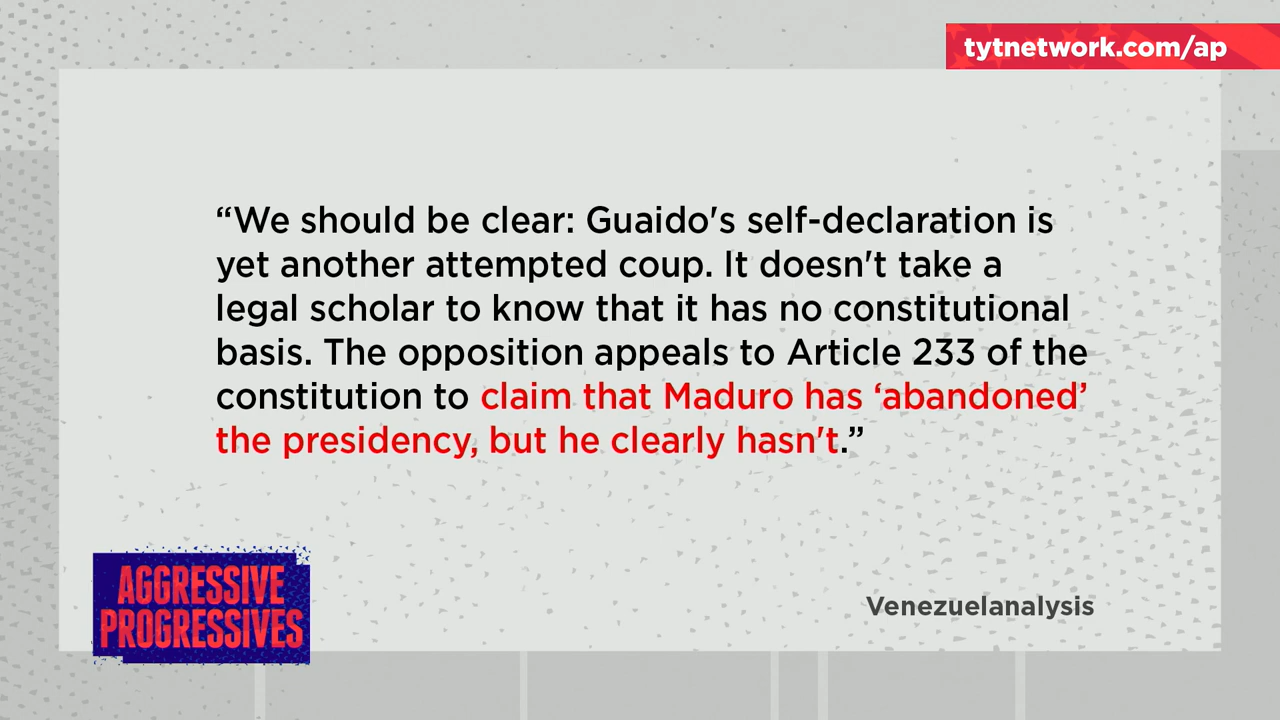 tytnetwork.com/ap
“We should be clear: Guaido's self-declaration is
yet another attempted coup. It doesn't take a
legal scholar to know that it has no constitutional
basis. The opposition appeals to Article 233 of the
constitution to claim that Maduro has ‘abandoned’
the presidency, but he clearly hasn't.”
AGGRESSIVE
PROGRESSIVES
Venezuelanalysis